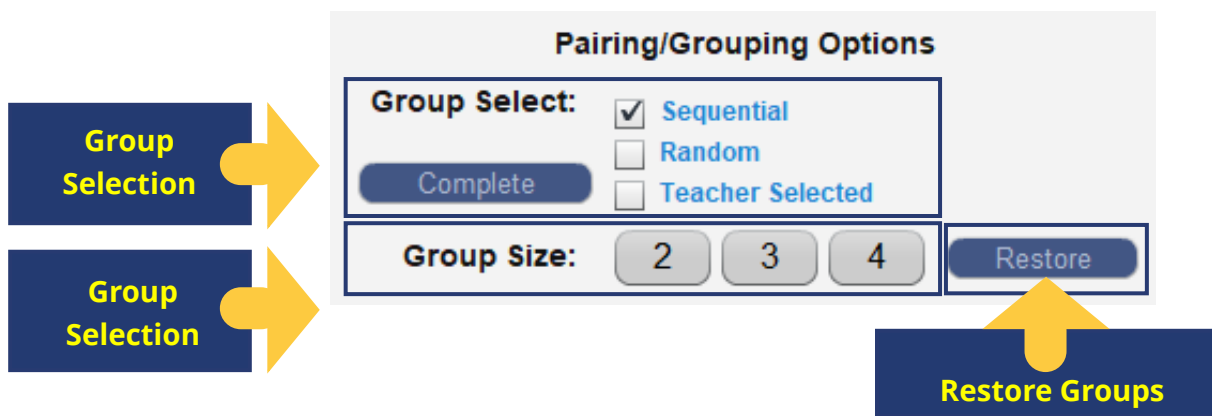 Pairing/Grouping Options
Group Select:
Sequential
Random
Teacher Selected
Complete
Group Size:
2 3 4
Restore
Group
Selection
Group
Selection
Restore Groups